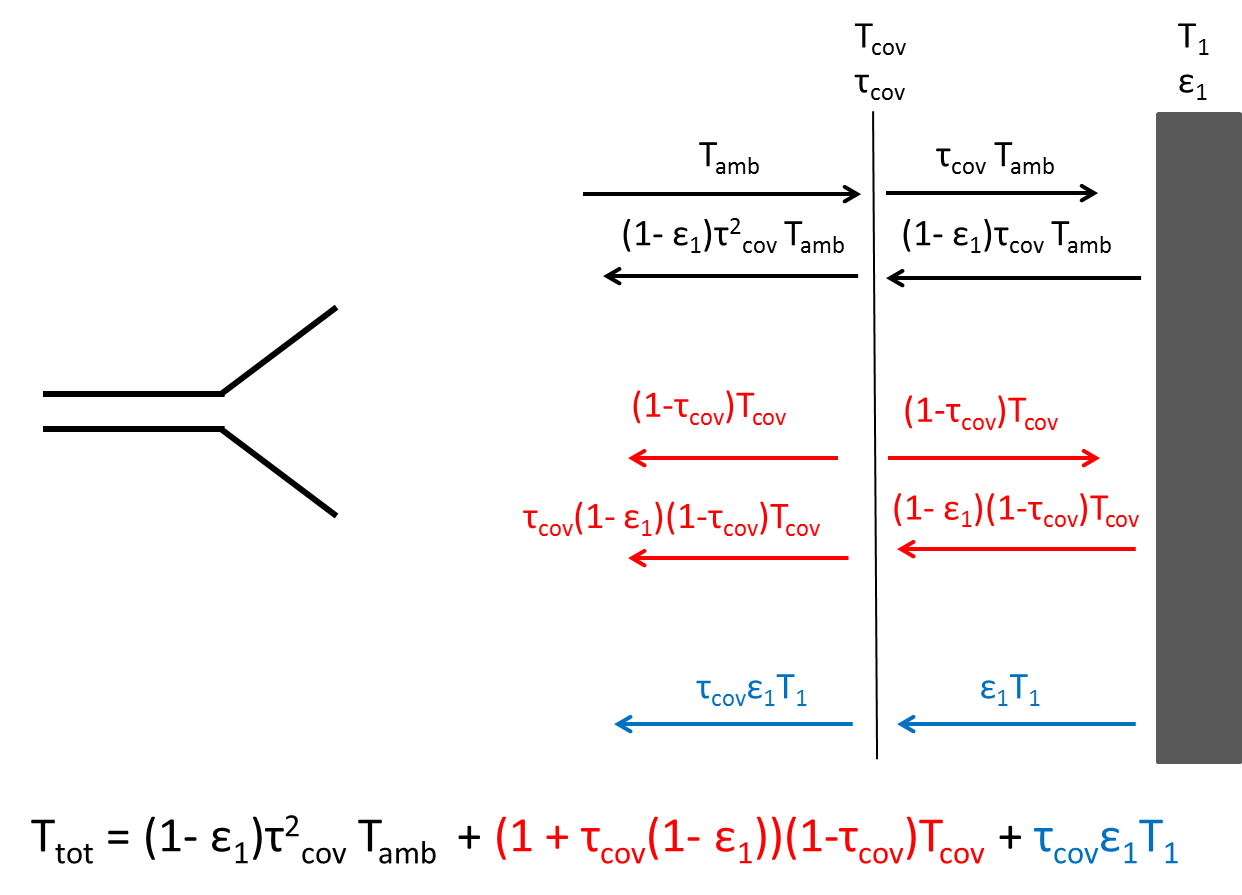 T_cov T_1
τ_cov ε_1
T_amb τ_cov T_amb
(1- ε_1)τ^2_cov T_amb (1- ε_1)τ_cov T_amb
(1-τ_cov)T_cov (1-τ_cov)T_cov
τ_cov(1- ε_1)(1-τ_cov)T_cov (1- ε_1)(1-τ_cov)T_cov
τ_covε_1T_1 ε_1T_1
T_tot = (1- ε_1)τ^2_cov T_amb + (1 + τ_cov(1- ε_1))(1-τ_cov)T_cov + τ_covε_1T_1